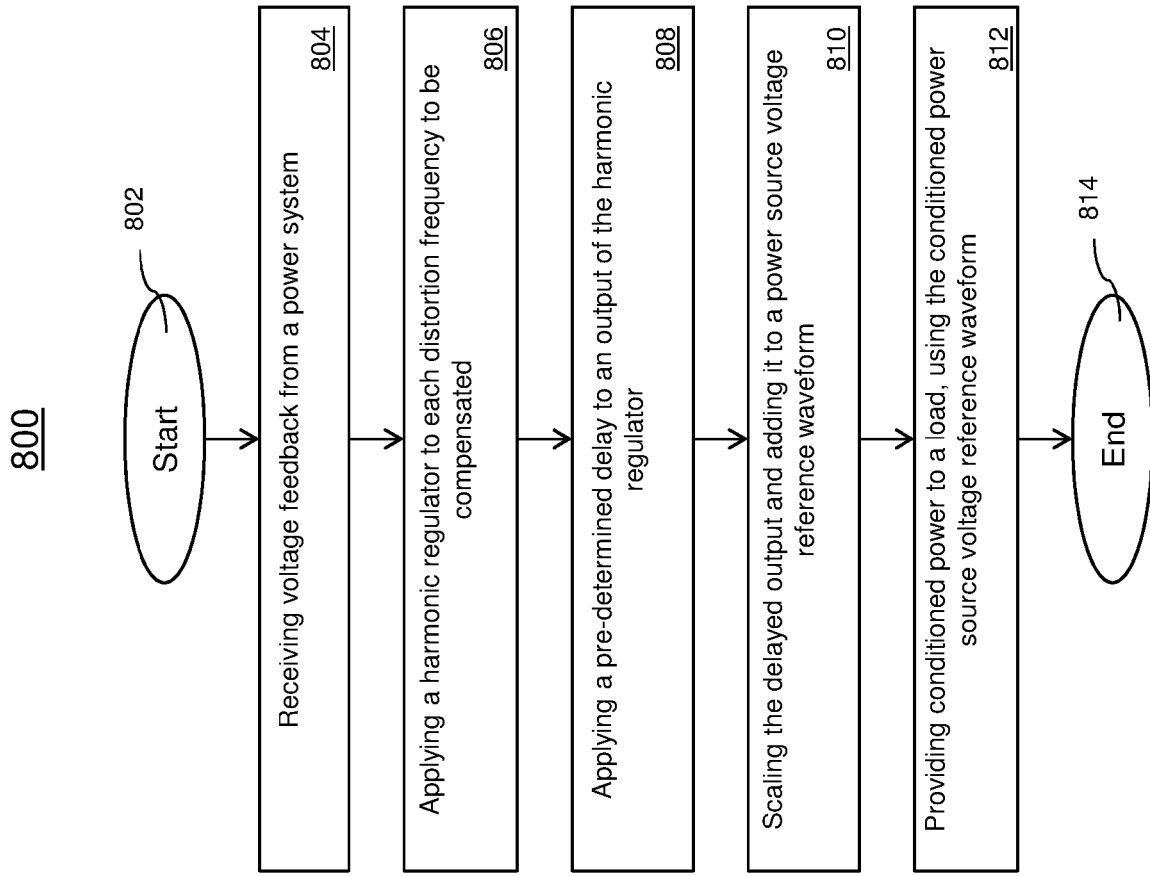 800
802
Start
Receiving voltage feedback from a power system
804
Applying a harmonic regulator to each distortion frequency to be
compensated
806
Applying a pre-determined delay to an output of the harmonic
regulator
808
Scaling the delayed output and adding it to a power source voltage
reference waveform
810
Providing conditioned power to a load, using the conditioned power
source voltage reference waveform
812
814
End